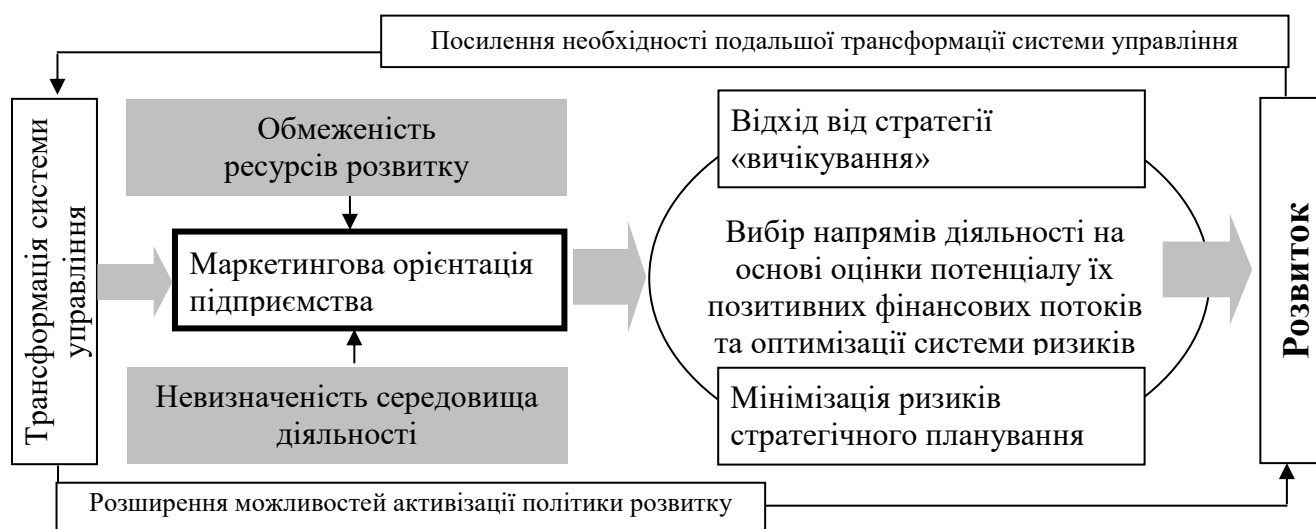 Посилення необхідності подальшої трансформації системи управління
Трансформація системи
управління
Обмеженість
ресурсів розвитку
Маркетингова орієнтація
підприємства
Невизначеність середовища
діяльності
Відхід від стратегії
«вичікування»
Вибір напрямів діяльності на
основі оцінки потенціалу їх
позитивних фінансових потоків
та оптимізації системи ризиків
Мінімізація ризиків
стратегічного планування
Розвиток
Розширення можливостей активізації політики розвитку